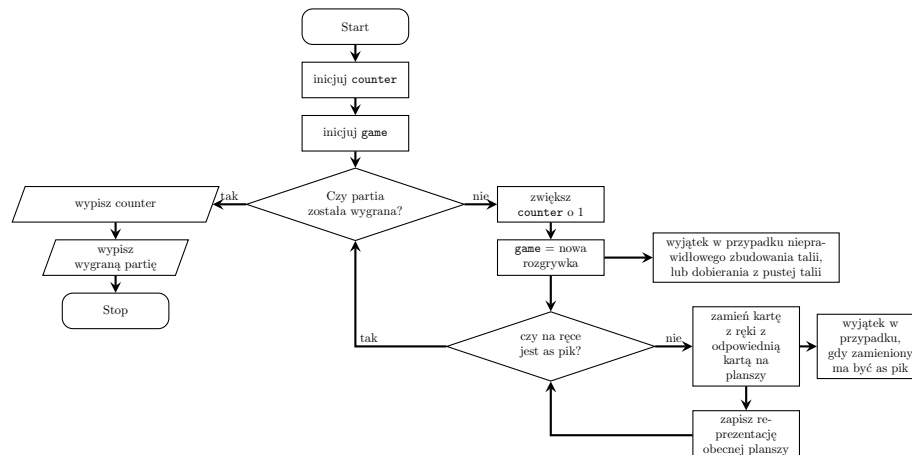 Start
inicjuj counter
inicjuj game
Czy partia
została wygrana?
tak
nie
wypisz counter
wypisz
wygraną partię
Stop
zwiększ
counter o 1
game = nowa
rozgrywka
wyjątek w przypadku niepra-
widłowego zbudowania talii,
lub dobierania z pustej talii
czy na ręce
jest as pik?
tak
nie
zamień kartę
z ręki z
odpowiednią
kartą na
planszy
wyjątek w
przypadku,
gdy zamieniony
ma być as pik
zapisz re-
prezentację
obecnej planszy